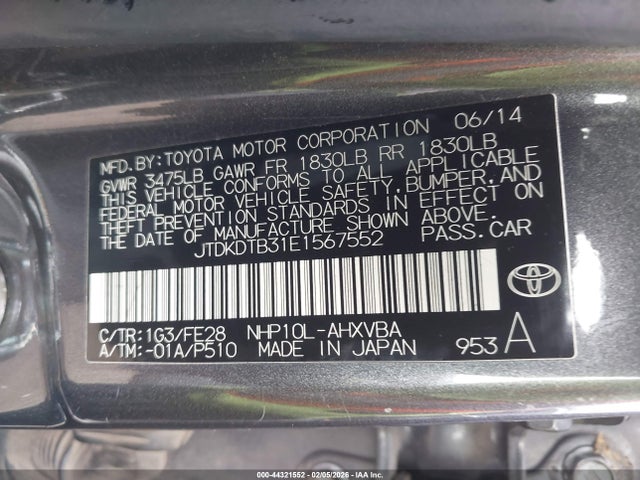 MFD. BY: TOYOTA MOTOR CORPORATION 06/14
GVWR 3475LB GAWR FR 1830LB RR 1830LB
THIS VEHICLE CONFORMS TO ALL APPLICABLE
FEDERAL MOTOR VEHICLE SAFETY, BUMPER, AND
THEFT PREVENTION STANDARDS IN EFFECT ON
THE DATE OF MANUFACTURE SHOWN ABOVE.
JTDKDTB31E1567552 PASS. CAR
C/TR: 1G3/FE28 NHP10L-AHXVBA
A/TM: -01A/P510 MADE IN JAPAN 953 A
000-44321552 - 02/05/2026 - IAA Inc.